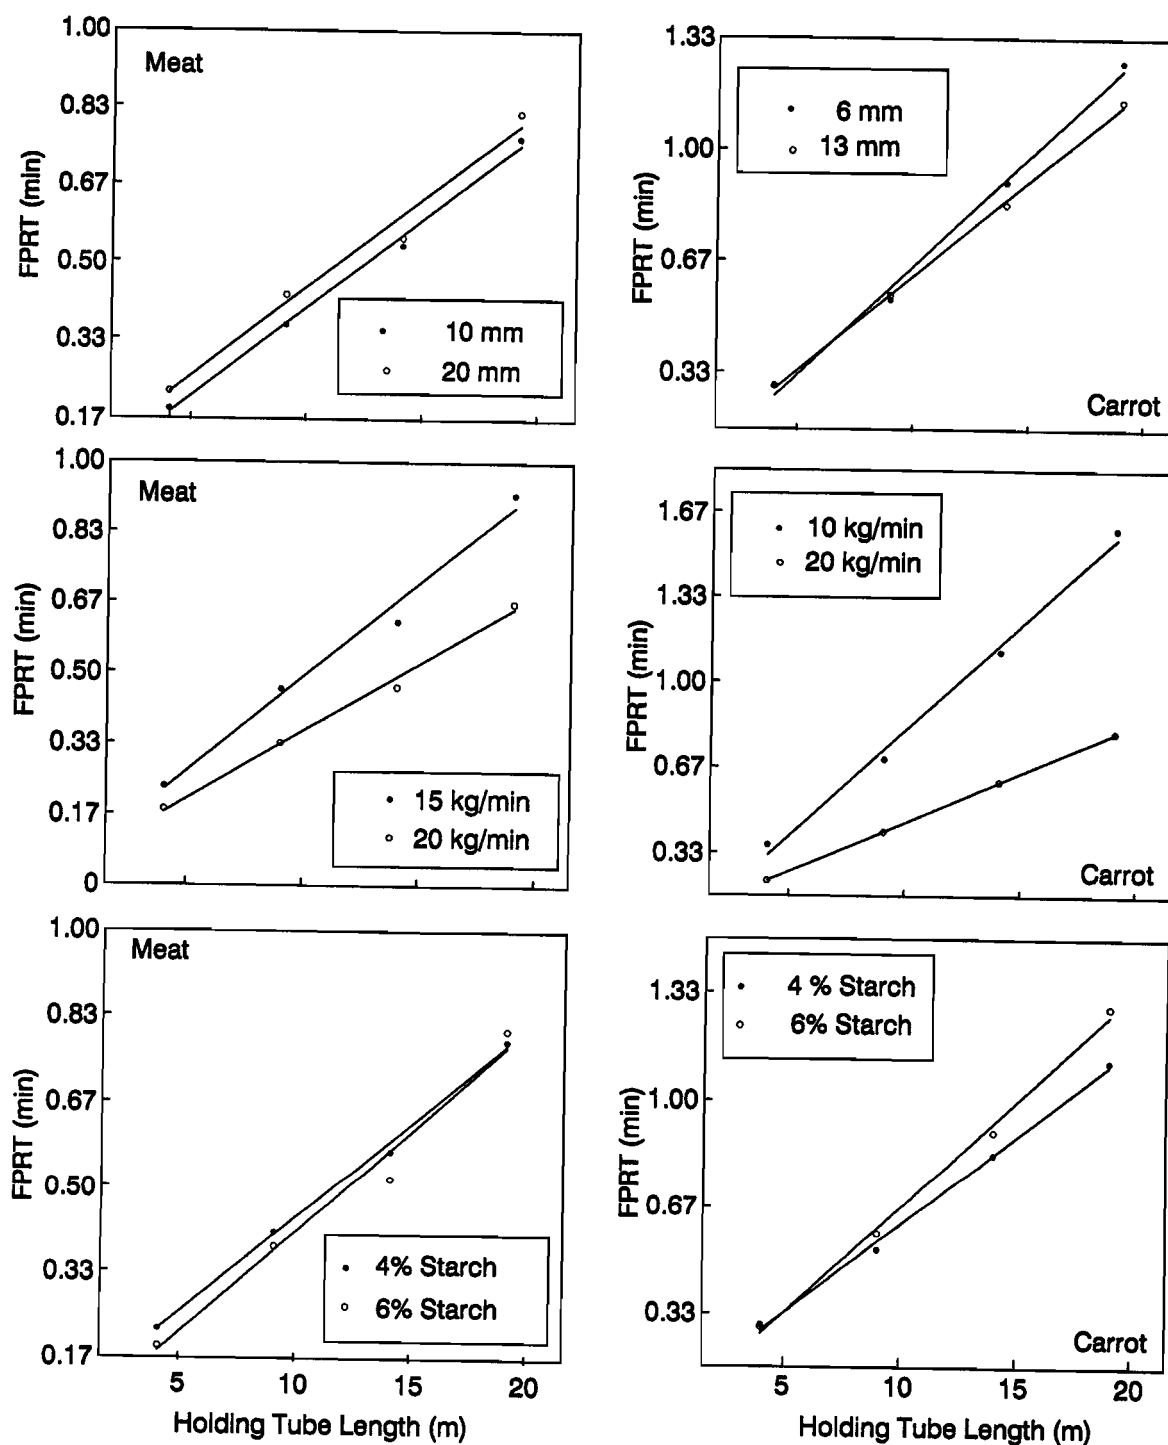 Meat
1.00
0.83
0.67
0.50
0.33
0.17
FPRT (min)
10 mm
20 mm
1.33
1.00
0.67
0.33
FPRT (min)
6 mm
13 mm
Carrot
Meat
1.00
0.83
0.67
0.50
0.33
0.17
0
FPRT (min)
15 kg/min
20 kg/min
1.67
1.33
1.00
0.67
0.33
FPRT (min)
10 kg/min
20 kg/min
Carrot
Meat
1.00
0.83
0.67
0.50
0.33
0.17
FPRT (min)
4% Starch
6% Starch
5 10 15 20
Holding Tube Length (m)
1.33
1.00
0.67
0.33
FPRT (min)
4 % Starch
6% Starch
Carrot
5 10 15 20
Holding Tube Length (m)